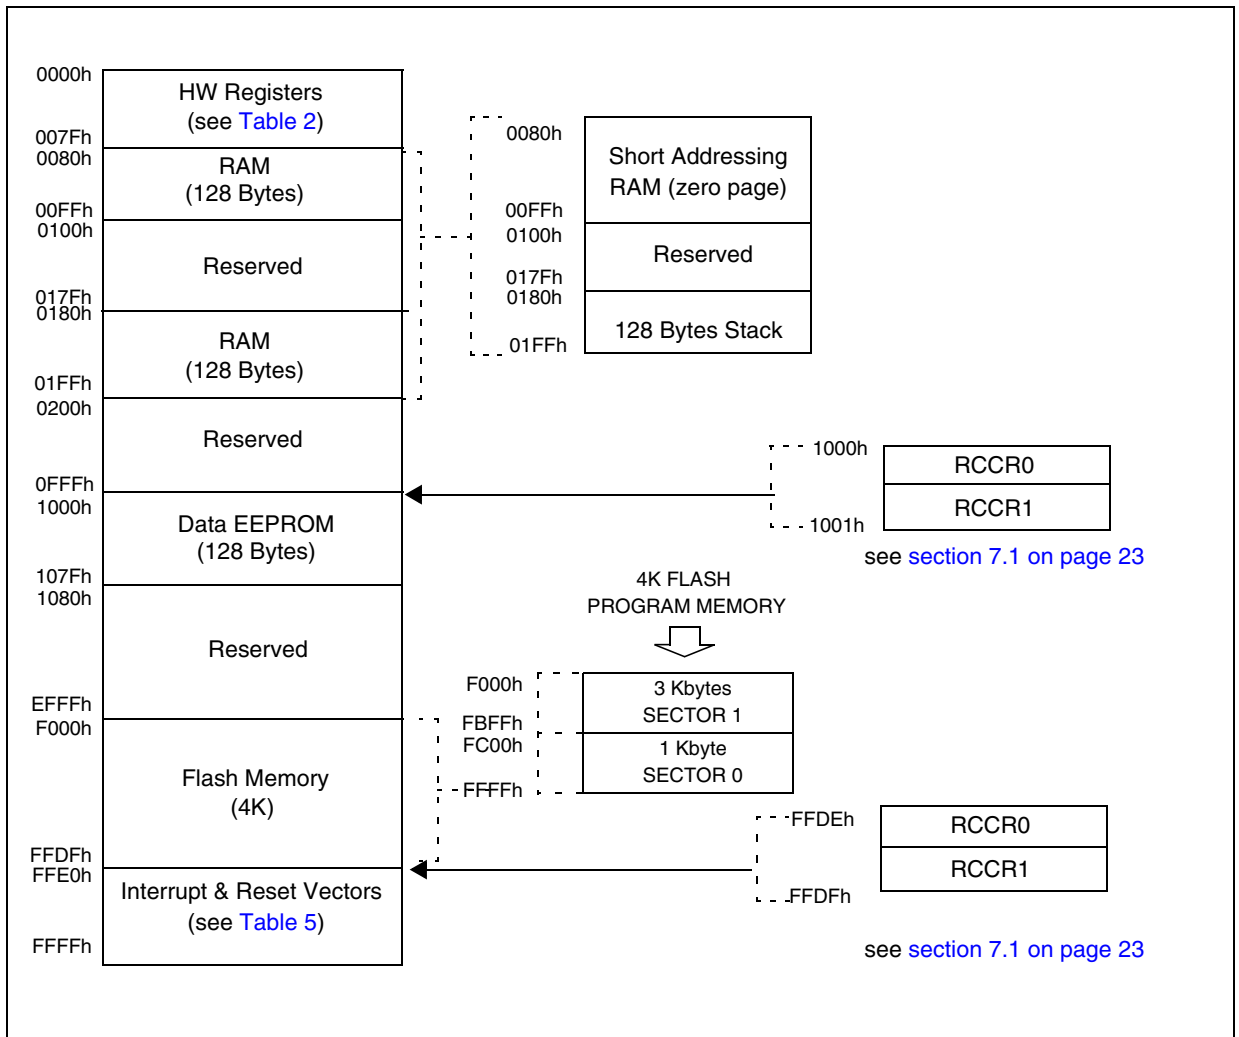 0000h
HW Registers
(see Table 2)
007Fh
0080h
RAM
(128 Bytes)
00FFh
0100h
Reserved
017Fh
0180h
RAM
(128 Bytes)
01FFh
0200h
Reserved
0FFFh
1000h
Data EEPROM
(128 Bytes)
107Fh
1080h
Reserved
EFFFh
F000h
Flash Memory
(4K)
FFDFh
FFE0h
Interrupt & Reset Vectors
(see Table 5)
FFFFh
0080h
Short Addressing
RAM (zero page)
00FFh
0100h
Reserved
017Fh
0180h
128 Bytes Stack
01FFh
1000h
RCCR0
RCCR1
1001h
see section 7.1 on page 23
4K FLASH
PROGRAM MEMORY
F000h
3 Kbytes
SECTOR 1
FBFFh
FC00h
1 Kbyte
SECTOR 0
FFFFh
FFDEh
RCCR0
RCCR1
FFDFh
see section 7.1 on page 23